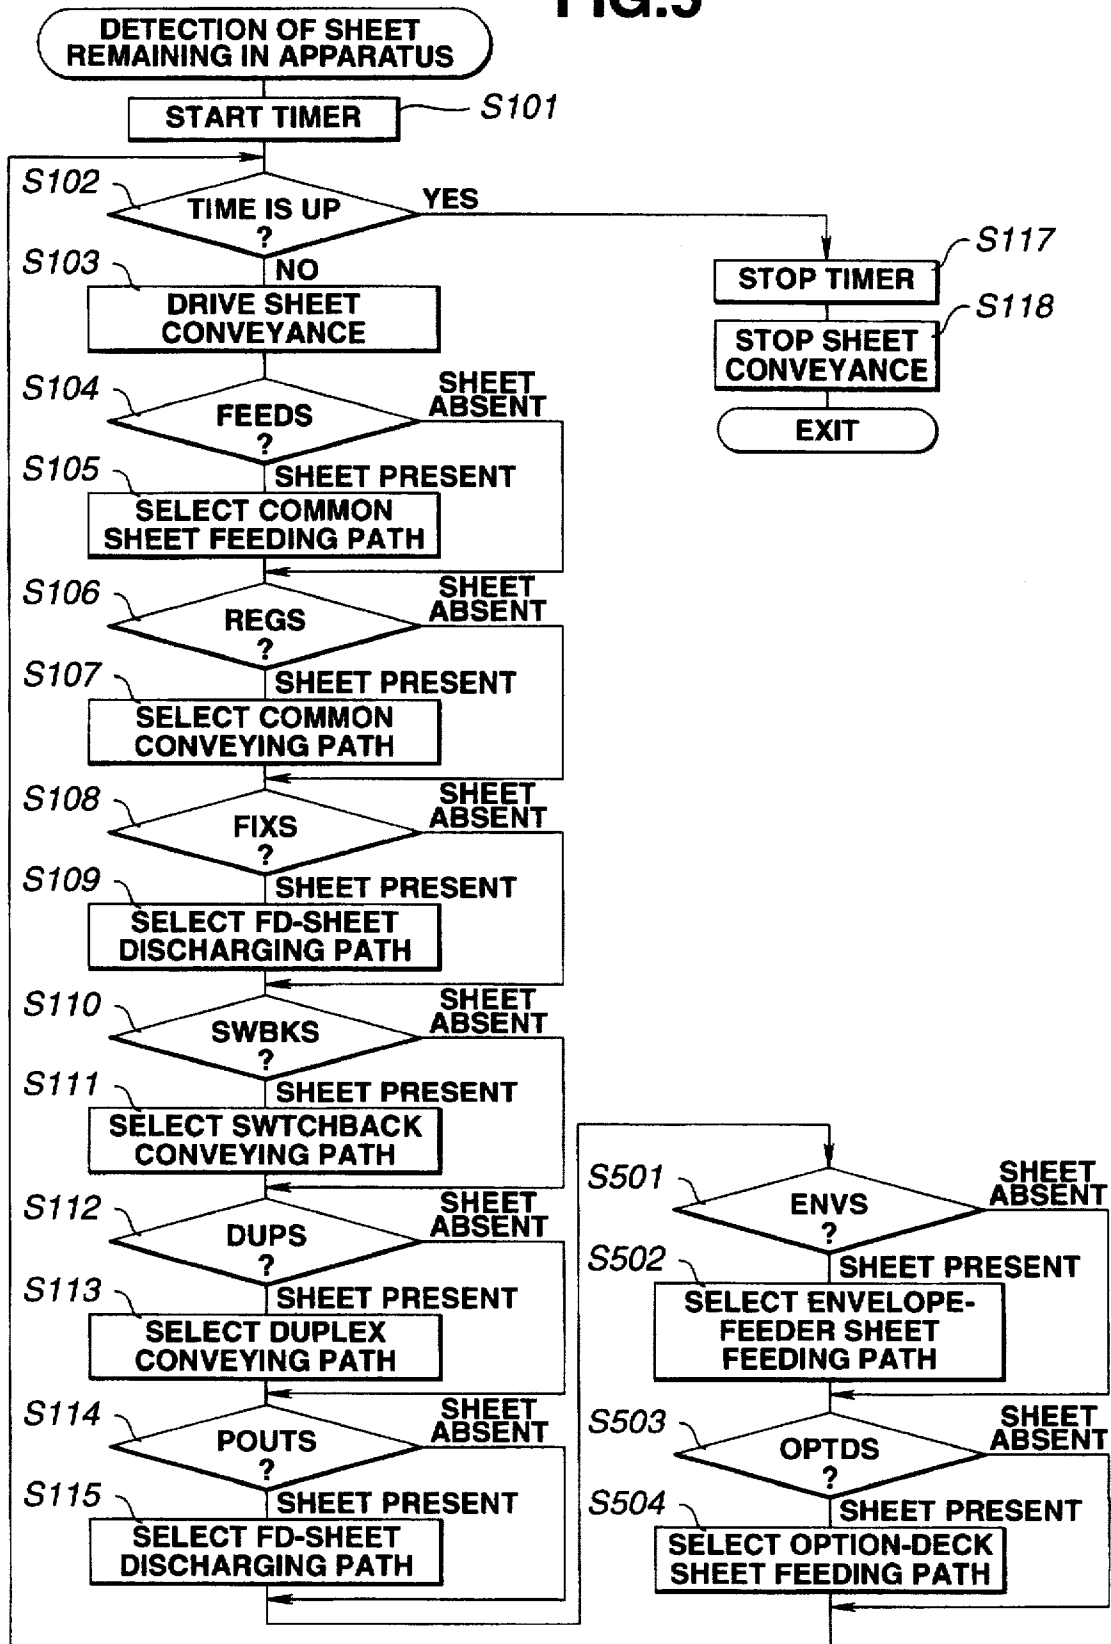 FIG.5
DETECTION OF SHEET
REMAINING IN APPARATUS
START TIMER
S101
S102
TIME IS UP
?
YES
NO
S103
DRIVE SHEET
CONVEYANCE
S117
STOP TIMER
S118
STOP SHEET
CONVEYANCE
EXIT
S104
FEEDS
?
SHEET
ABSENT
SHEET PRESENT
S105
SELECT COMMON
SHEET FEEDING PATH
S106
REGS
?
SHEET
ABSENT
SHEET PRESENT
S107
SELECT COMMON
CONVEYING PATH
S108
FIXS
?
SHEET
ABSENT
SHEET PRESENT
S109
SELECT FD-SHEET
DISCHARGING PATH
S110
SWBKS
?
SHEET
ABSENT
SHEET PRESENT
S111
SELECT SWTCHBACK
CONVEYING PATH
S112
DUPS
?
SHEET
ABSENT
SHEET PRESENT
S113
SELECT DUPLEX
CONVEYING PATH
S114
POUTS
?
SHEET
ABSENT
SHEET PRESENT
S115
SELECT FD-SHEET
DISCHARGING PATH
S501
ENVS
?
SHEET
ABSENT
SHEET PRESENT
S502
SELECT ENVELOPE-
FEEDER SHEET
FEEDING PATH
S503
OPTDS
?
SHEET
ABSENT
SHEET PRESENT
S504
SELECT OPTION-DECK
SHEET FEEDING PATH